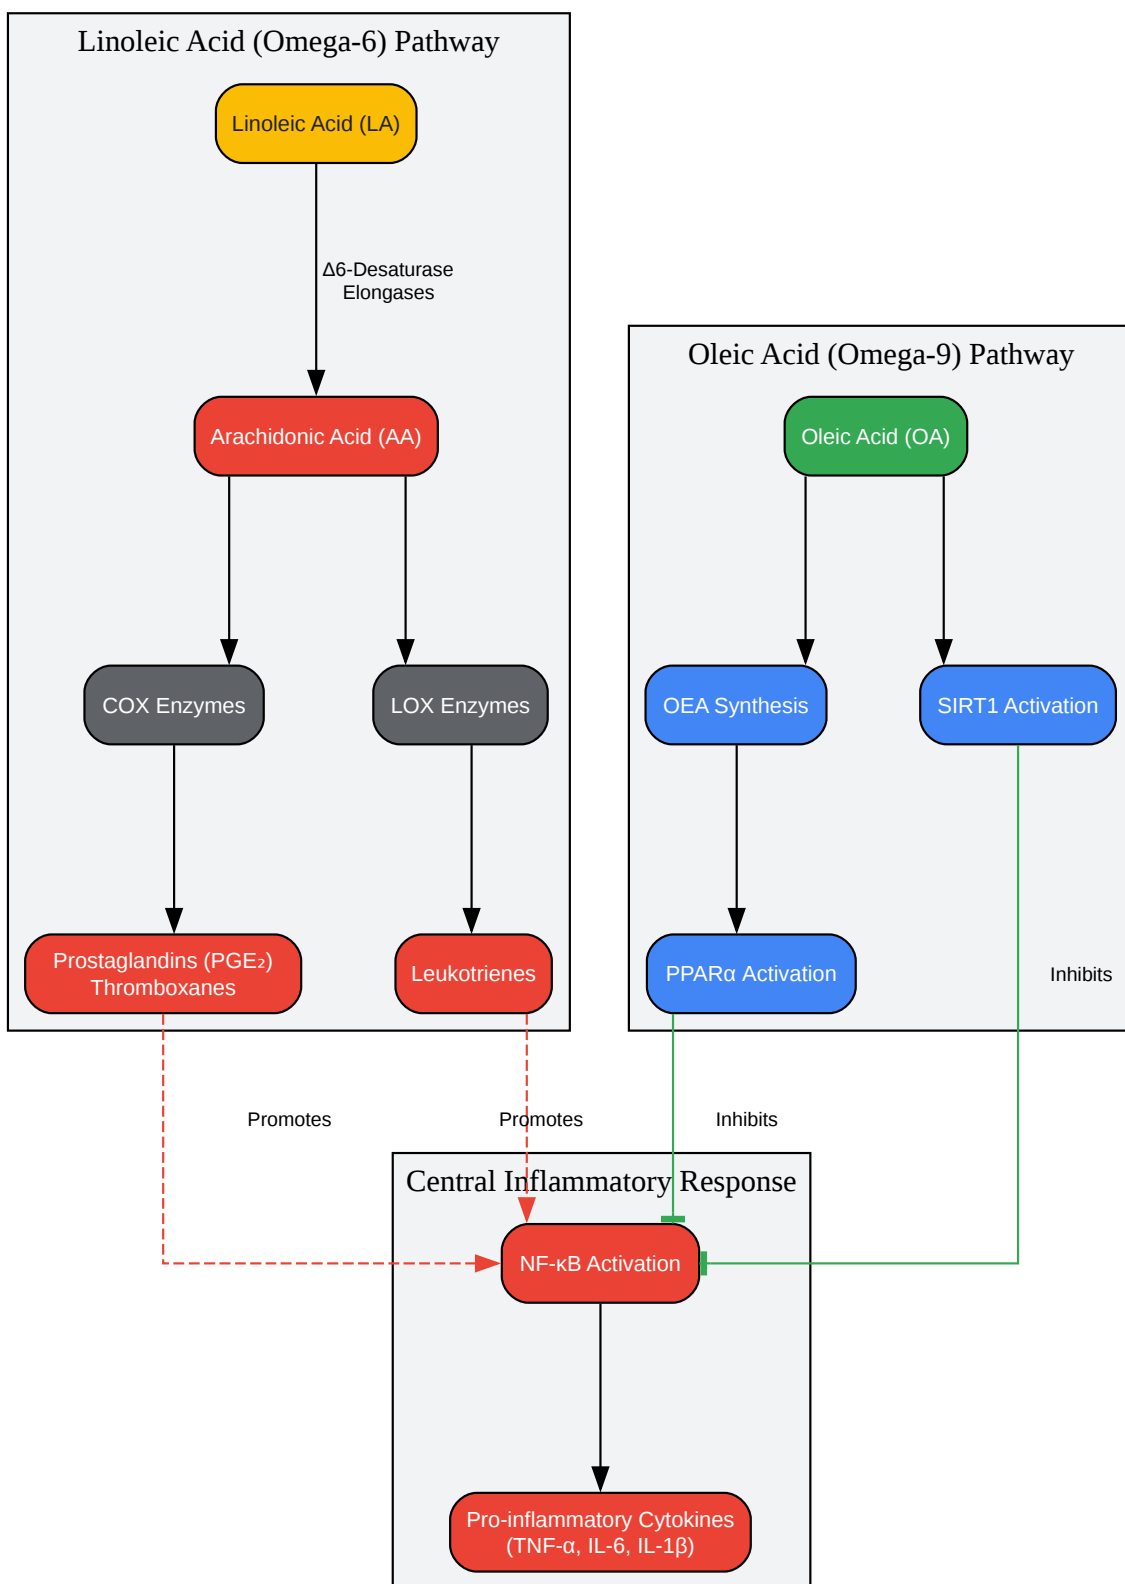 Linoleic Acid (Omega-6) Pathway
Linoleic Acid (LA)
Δ6-Desaturase
Elongases
Oleic Acid (Omega-9) Pathway
Arachidonic Acid (AA)
Oleic Acid (OA)
COX Enzymes
LOX Enzymes
OEA Synthesis
SIRT1 Activation
Prostaglandins (PGE₂)
Thromboxanes
Leukotrienes
PPARα Activation
Inhibits
Promotes
Promotes
Inhibits
Central Inflammatory Response
NF-κB Activation
Pro-inflammatory Cytokines
(TNF-α, IL-6, IL-1β)